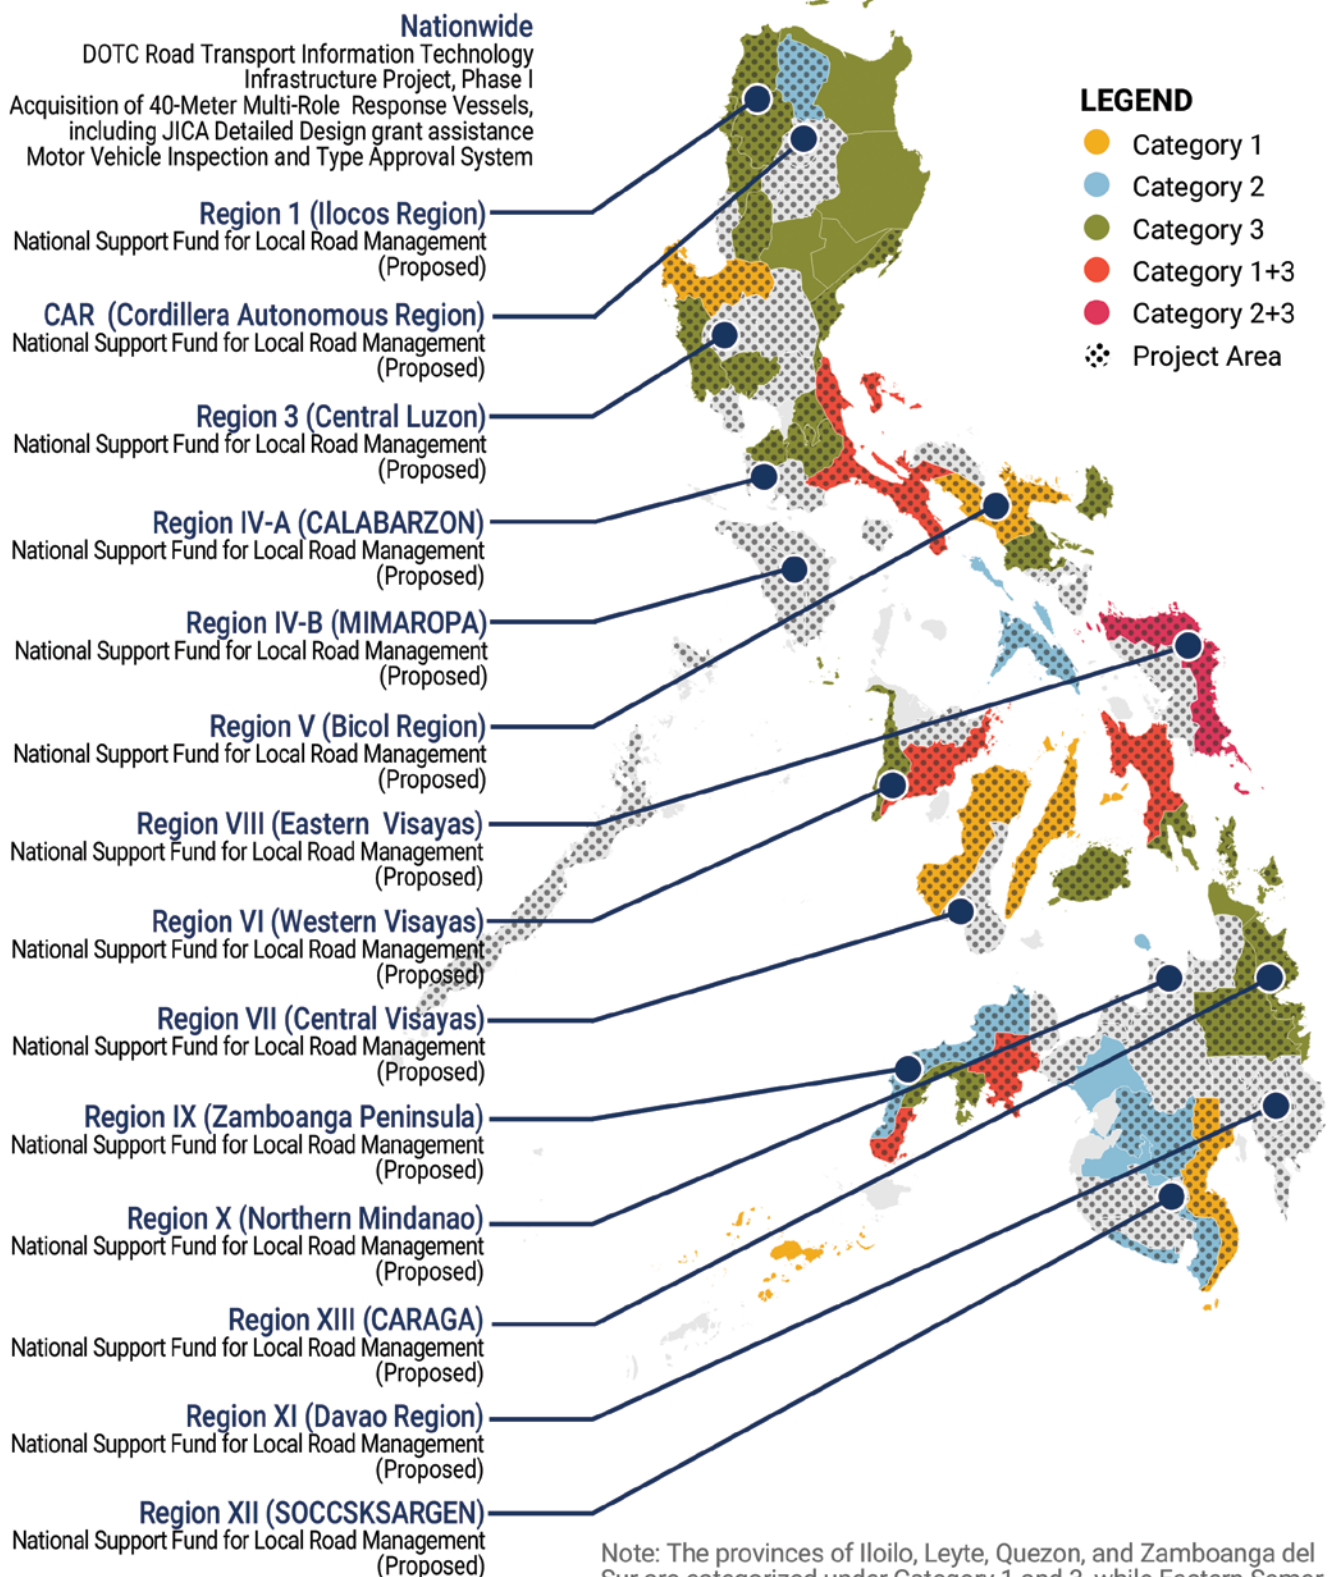 Nationwide
DOTC Road Transport Information Technology
Infrastructure Project, Phase I
Acquisition of 40-Meter Multi-Role Response Vessels,
including JICA Detailed Design grant assistance
Motor Vehicle Inspection and Type Approval System
Region 1 (Ilocos Region)
National Support Fund for Local Road Management
(Proposed)
CAR (Cordillera Autonomous Region)
National Support Fund for Local Road Management
(Proposed)
Region 3 (Central Luzon)
National Support Fund for Local Road Management
(Proposed)
Region IV-A (CALABARZON)
National Support Fund for Local Road Management
(Proposed)
Region IV-B (MIMAROPA)
National Support Fund for Local Road Management
(Proposed)
Region V (Bicol Region)
National Support Fund for Local Road Management
(Proposed)
Region VIII (Eastern Visayas)
National Support Fund for Local Road Management
(Proposed)
Region VI (Western Visayas)
National Support Fund for Local Road Management
(Proposed)
Region VII (Central Visayas)
National Support Fund for Local Road Management
(Proposed)
Region IX (Zamboanga Peninsula)
National Support Fund for Local Road Management
(Proposed)
Region X (Northern Mindanao)
National Support Fund for Local Road Management
(Proposed)
Region XIII (CARAGA)
National Support Fund for Local Road Management
(Proposed)
Region XI (Davao Region)
National Support Fund for Local Road Management
(Proposed)
Region XII (SOCCSKSARGEN)
National Support Fund for Local Road Management
(Proposed)
LEGEND
Category 1
Category 2
Category 3
Category 1+3
Category 2+3
Project Area
Note: The provinces of Iloilo, Leyte, Quezon, and Zamboanga del
Sur are categorized under Category 1 and 3, while Eastern Samar